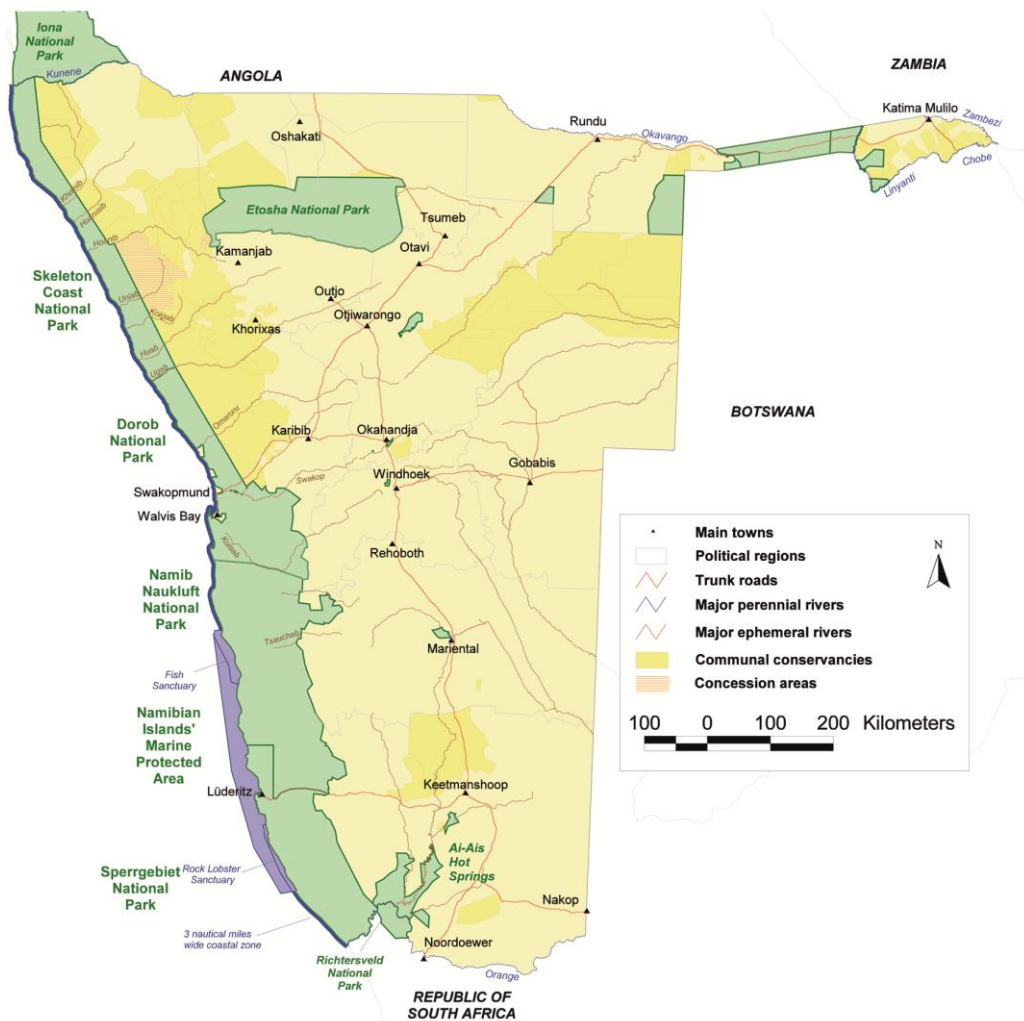 Iona
National
Park
Kunene
ANGOLA
ZAMBIA
Oshakati
Rundu
Okavango
Katima Mulilo
Zambezi
Chobe
Linyanti
Khumib
Hoarusib
Hoanib
Etosha National Park
Tsumeb
Otavi
Kamanjab
Skeleton
Coast
National
Park
Uniab
Koigab
Outjo
Otjiwarongo
Khorixas
Huab
Ugab
BOTSWANA
Dorob
National
Park
Omaruru
Karibib
Okahandja
Windhoek
Gobabis
Swakop
Swakopmund
Walvis Bay
Kuiseb
Rehoboth
Namib
Naukluft
National
Park
Tsauchab
Mariental
Fish
Sanctuary
Namibian
Islands'
Marine
Protected
Area
Lüderitz
Keetmanshoop
Ai-Ais
Hot
Springs
Sperrgebiet
National
Park
Rock Lobster
Sanctuary
Nakop
3 nautical miles
wide coastal zone
Noordoewer
Richtersveld
National
Park
Orange
REPUBLIC OF
SOUTH AFRICA
Main towns
Political regions
Trunk roads
Major perennial rivers
Major ephemeral rivers
Communal conservancies
Concession areas
100 0 100 200 Kilometers
N